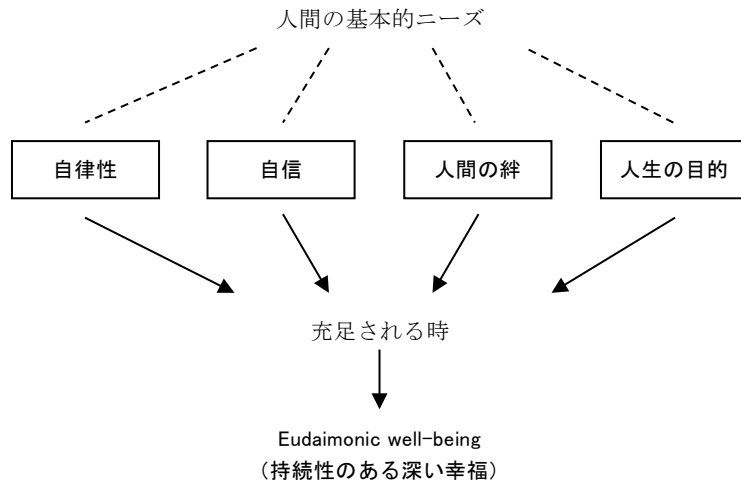 人間の基本的ニーズ
自律性
自信
人間の絆
人生の目的
充足される時
Eudaimonic well-being
（持続性のある深い幸福）